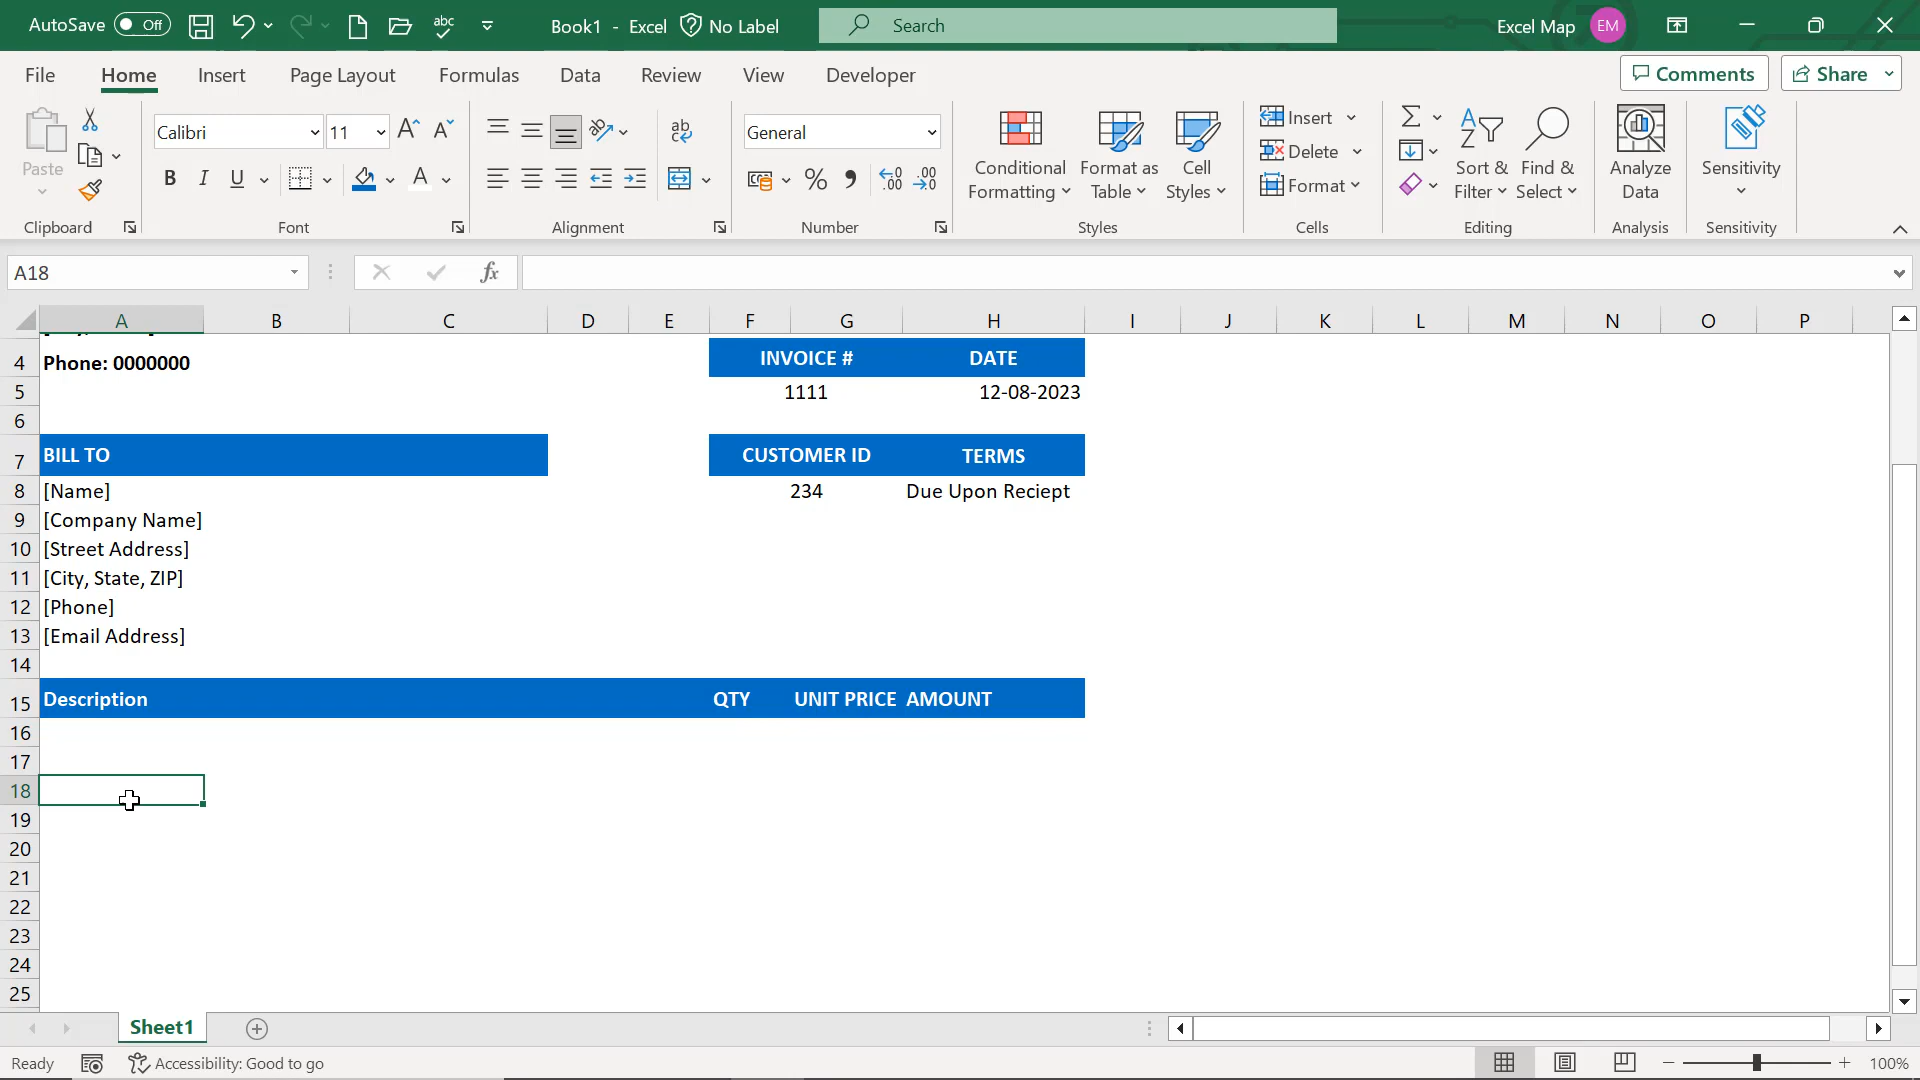 AutoSave Off Book1 - Excel No Label Search Excel Map EM
File Home Insert Page Layout Formulas Data Review View Developer Comments Share
Paste
Clipboard
Calibri 11
B I U A
Font
ab
Alignment
General
% 9 .00
Number
Conditional Formatting
Format as Table
Cell Styles
Styles
Insert
Delete
Format
Cells
Sort & Filter
Find & Select
Editing
Analyze Data
Analysis
Sensitivity
Sensitivity
A18 fx
A B C D E F G H I J K L M N O P
4 Phone: 0000000 INVOICE # DATE
5 1111 12-08-2023
6
7 BILL TO CUSTOMER ID TERMS
8 [Name] 234 Due Upon Reciept
9 [Company Name]
10 [Street Address]
11 [City, State, ZIP]
12 [Phone]
13 [Email Address]
14
15 Description QTY UNIT PRICE AMOUNT
16
17
18
19
20
21
22
23
24
25
Sheet1
Ready Accessibility: Good to go 100%